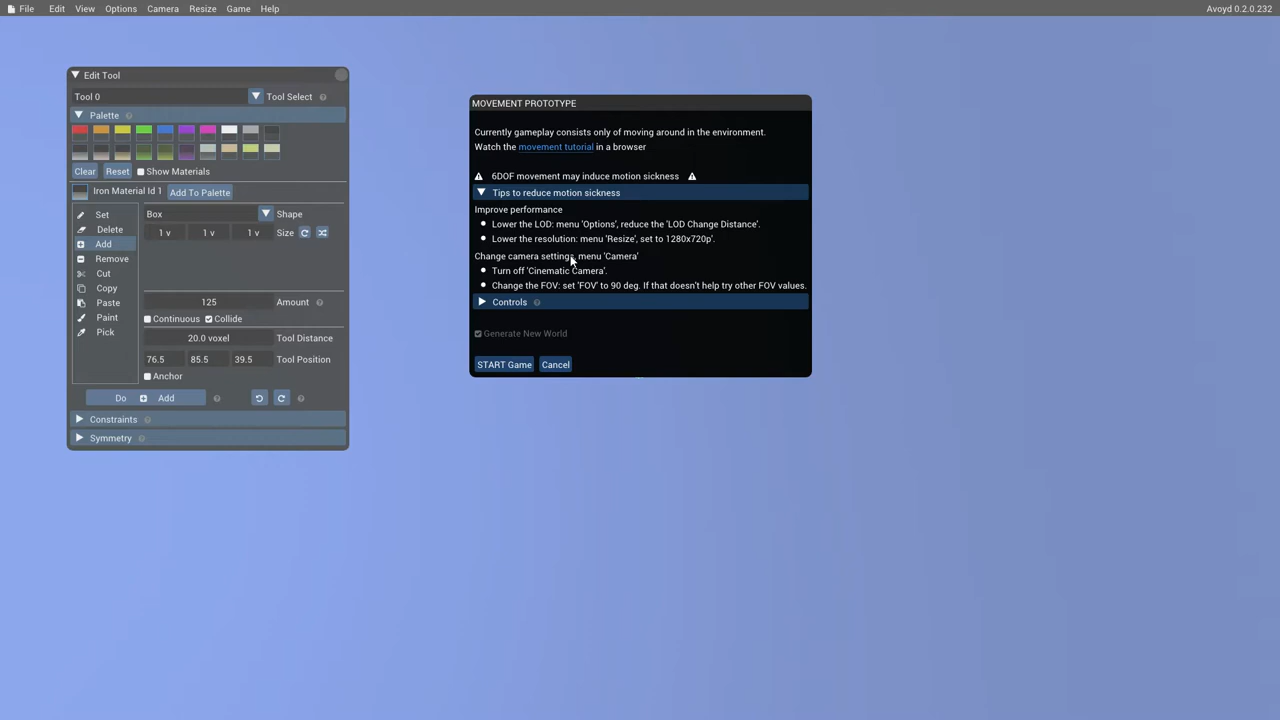 File Edit View Options Camera Resize Game Help Avoyd 0.2.0.232
Edit Tool
Tool 0 Tool Select ?
Palette
Clear Reset Show Materials
Iron Material Id 1 Add To Palette
Set
Delete
Add
Remove
Cut
Copy
Paste
Paint
Pick
Box Shape
1 v 1 v 1 v Size
125 Amount
Continuous Collide
20.0 voxel Tool Distance
76.5 85.5 39.5 Tool Position
Anchor
Do Add ? ?
Constraints ?
Symmetry ?
MOVEMENT PROTOTYPE
Currently gameplay consists only of moving around in the environment.
Watch the movement tutorial in a browser
6DOF movement may induce motion sickness
Tips to reduce motion sickness
Improve performance
Lower the LOD: menu 'Options', reduce the 'LOD Change Distance'.
Lower the resolution: menu 'Resize', set to 1280x720p'.
Change camera settings, menu 'Camera'
Turn off 'Cinematic Camera'.
Change the FOV: set 'FOV' to 90 deg. If that doesn't help try other FOV values.
Controls ?
Generate New World
START Game Cancel